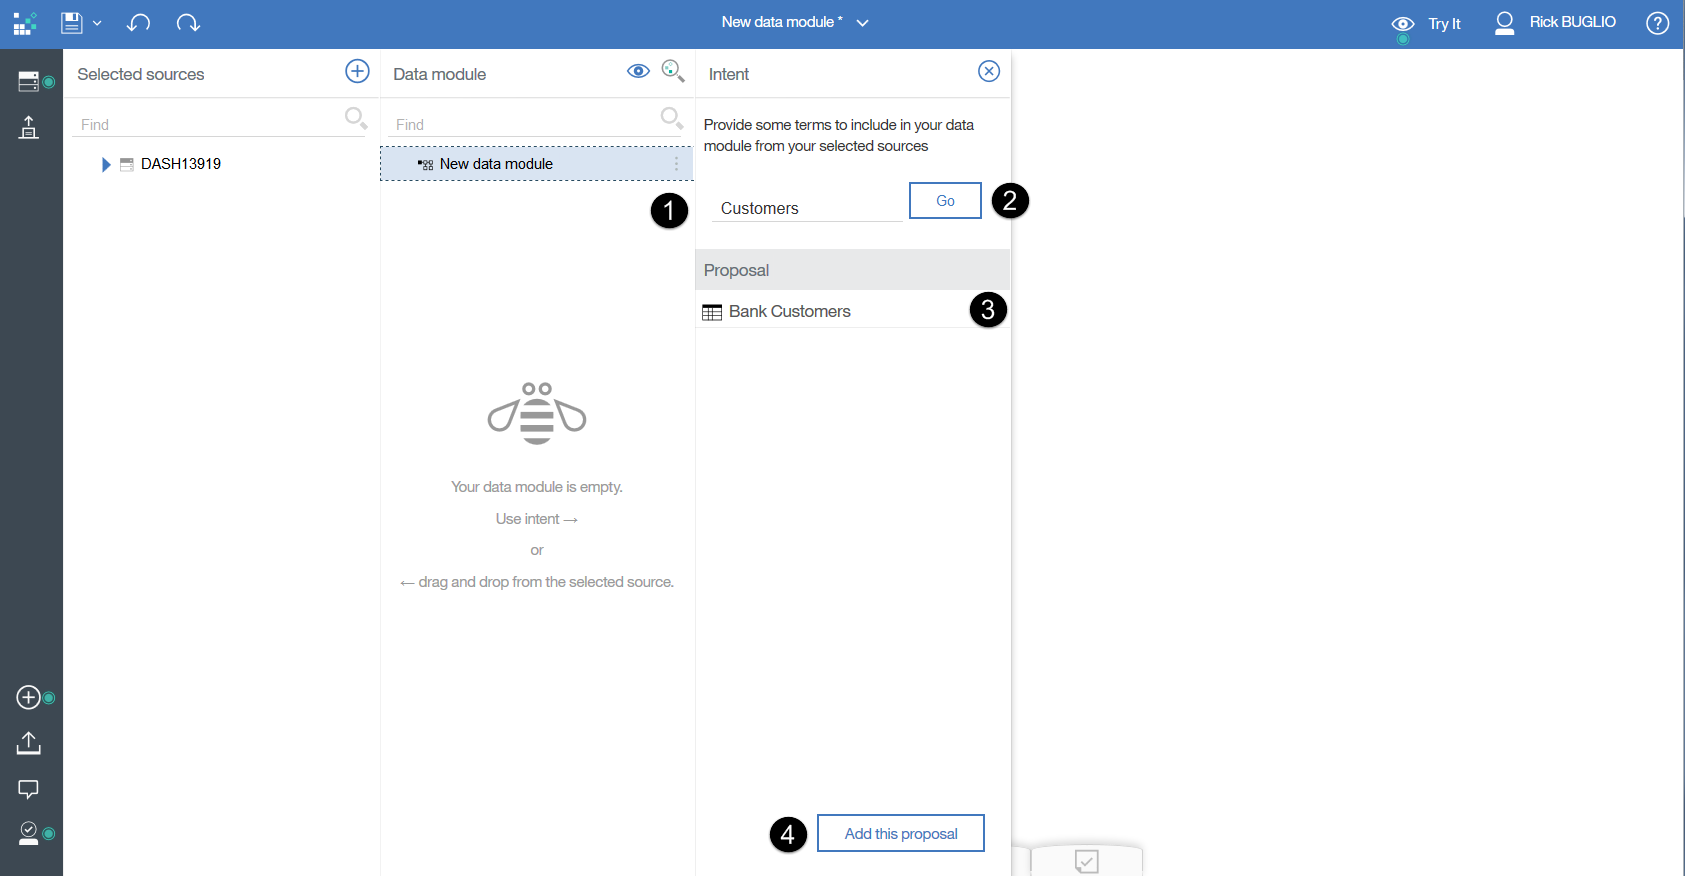 New data module *
Try It
Rick BUGLIO
?
Selected sources
Data module
Intent
Find
Find
Provide some terms to include in your data
module from your selected sources
DASH13919
New data module
1
Customers
Go
2
Proposal
Bank Customers
3
Your data module is empty.
Use intent →
or
← drag and drop from the selected source.
4
Add this proposal